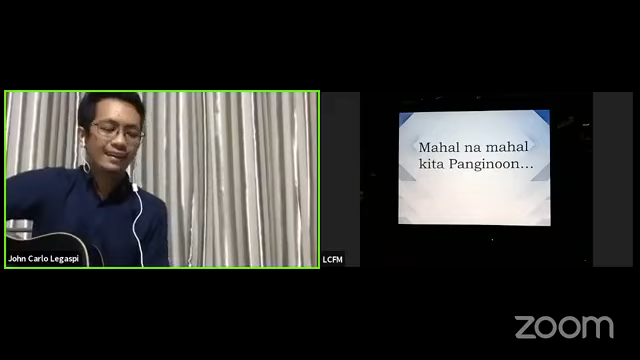 Mahal na mahal
kita Panginoon...
John Carlo Legaspi
LCFM
zoom